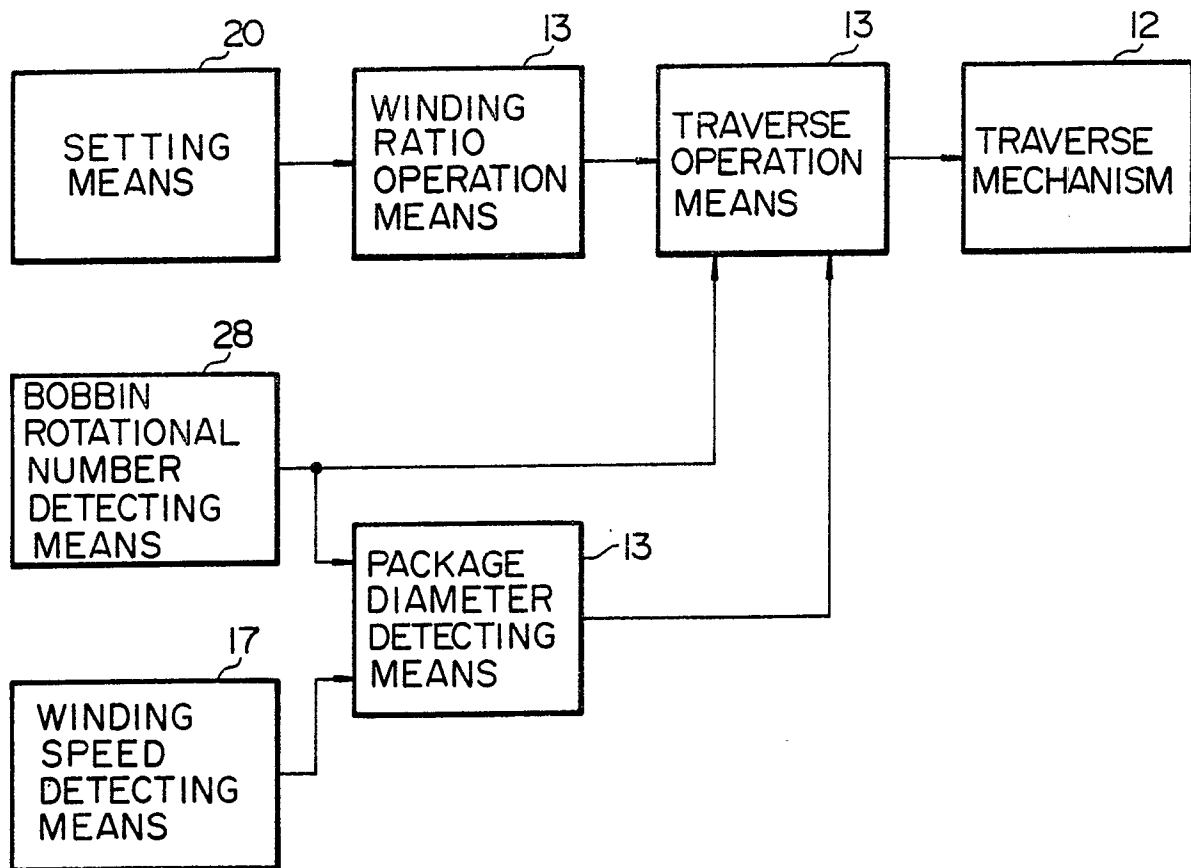 20
SETTING
MEANS
13
WINDING
RATIO
OPERATION
MEANS
13
TRAVERSE
OPERATION
MEANS
12
TRAVERSE
MECHANISM
28
BOBBIN
ROTATIONAL
NUMBER
DETECTING
MEANS
13
PACKAGE
DIAMETER
DETECTING
MEANS
17
WINDING
SPEED
DETECTING
MEANS